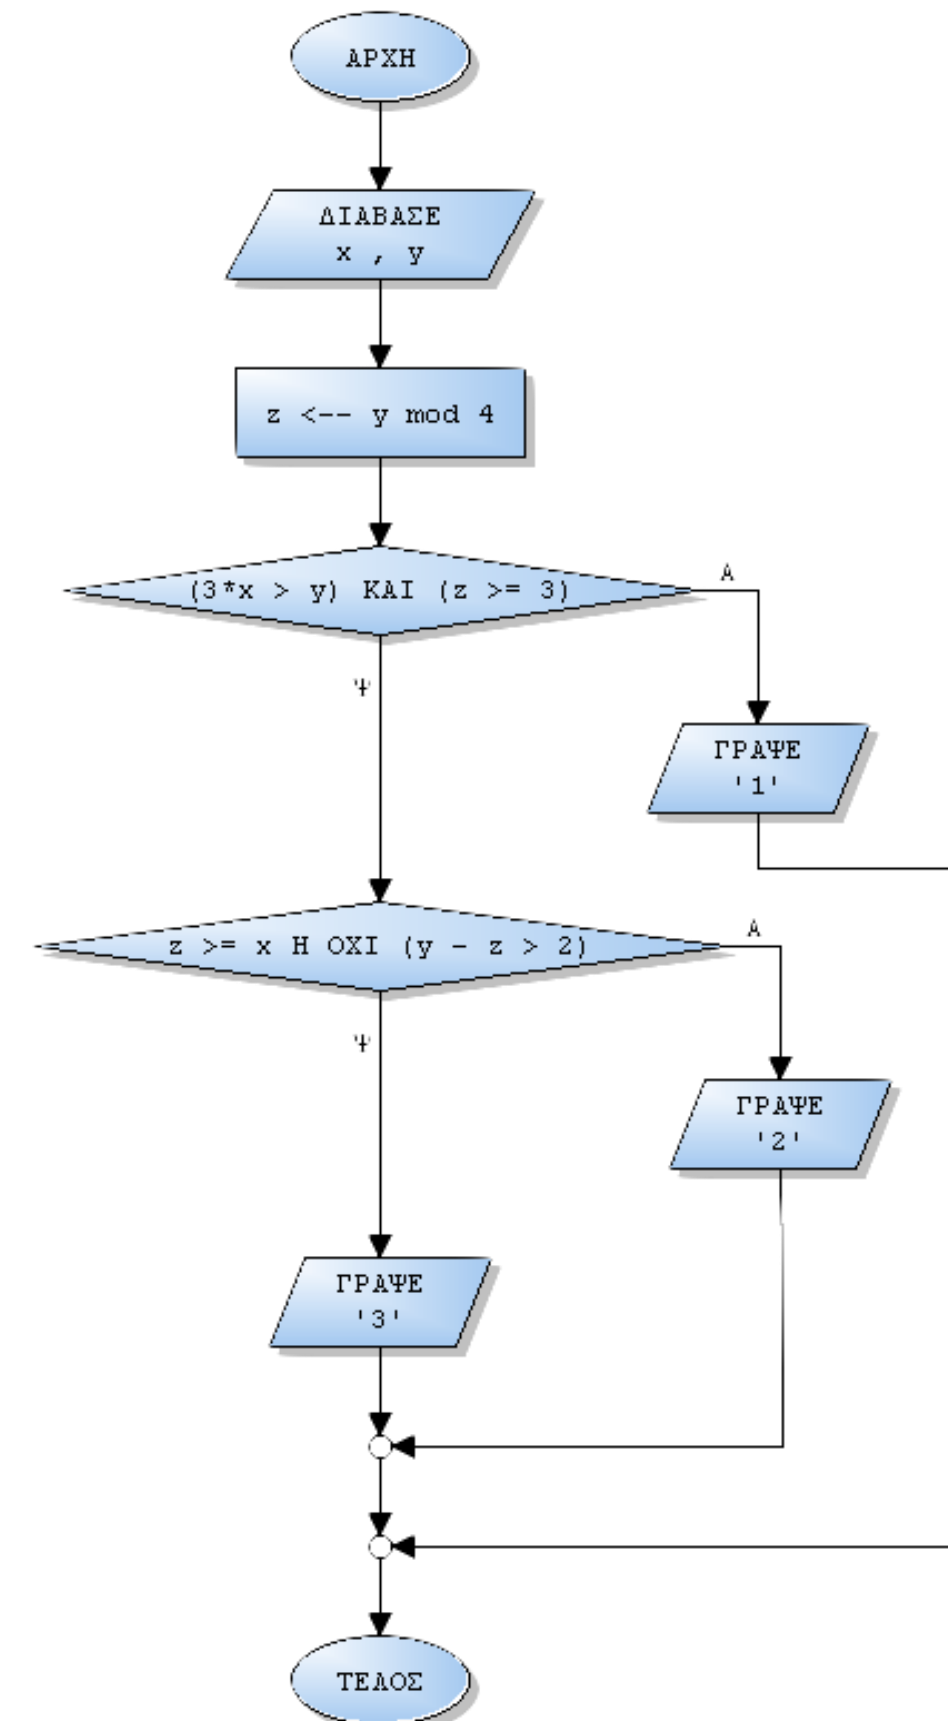 ΑΡΧΗ
ΔΙΑΒΑΣΕ
x , y
z <-- y mod 4
(3*x > y) ΚΑΙ (z >= 3)
Α
Ψ
ΓΡΑΨΕ
'1'
z >= x Η ΟΧΙ (y - z > 2)
Α
Ψ
ΓΡΑΨΕ
'2'
ΓΡΑΨΕ
'3'
ΤΕΛΟΣ